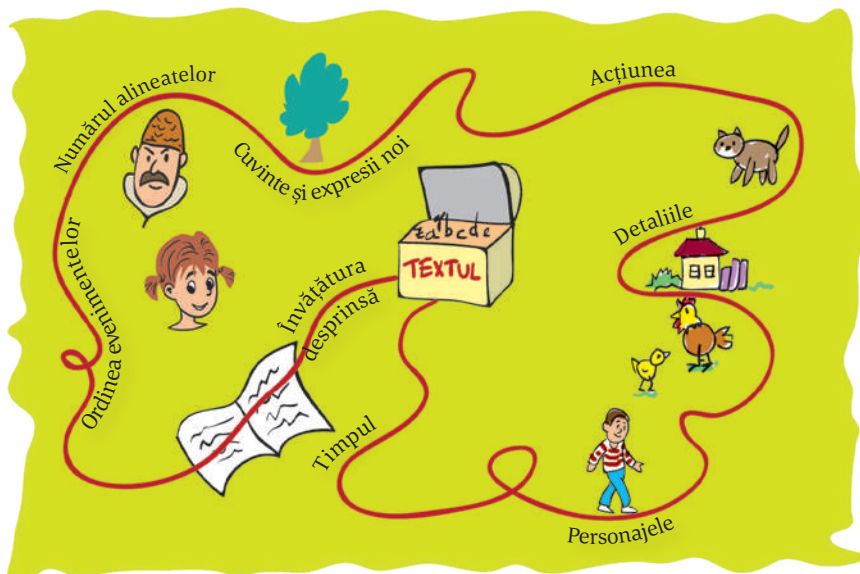 Numărul alineatelor
Cuvinte și expresii noi
Acțiunea
Detaliile
Ordinea evenimentelor
Învățătura
desprinsă
TEXTUL
Timpul
Personajele